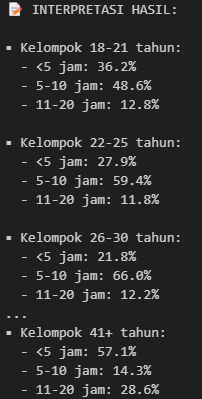 📝 INTERPRETASI HASIL:
▪ Kelompok 18-21 tahun:
- <5 jam: 36.2%
- 5-10 jam: 48.6%
- 11-20 jam: 12.8%
▪ Kelompok 22-25 tahun:
- <5 jam: 27.9%
- 5-10 jam: 59.4%
- 11-20 jam: 11.8%
▪ Kelompok 26-30 tahun:
- <5 jam: 21.8%
- 5-10 jam: 66.0%
- 11-20 jam: 12.2%
...
▪ Kelompok 41+ tahun:
- <5 jam: 57.1%
- 5-10 jam: 14.3%
- 11-20 jam: 28.6%